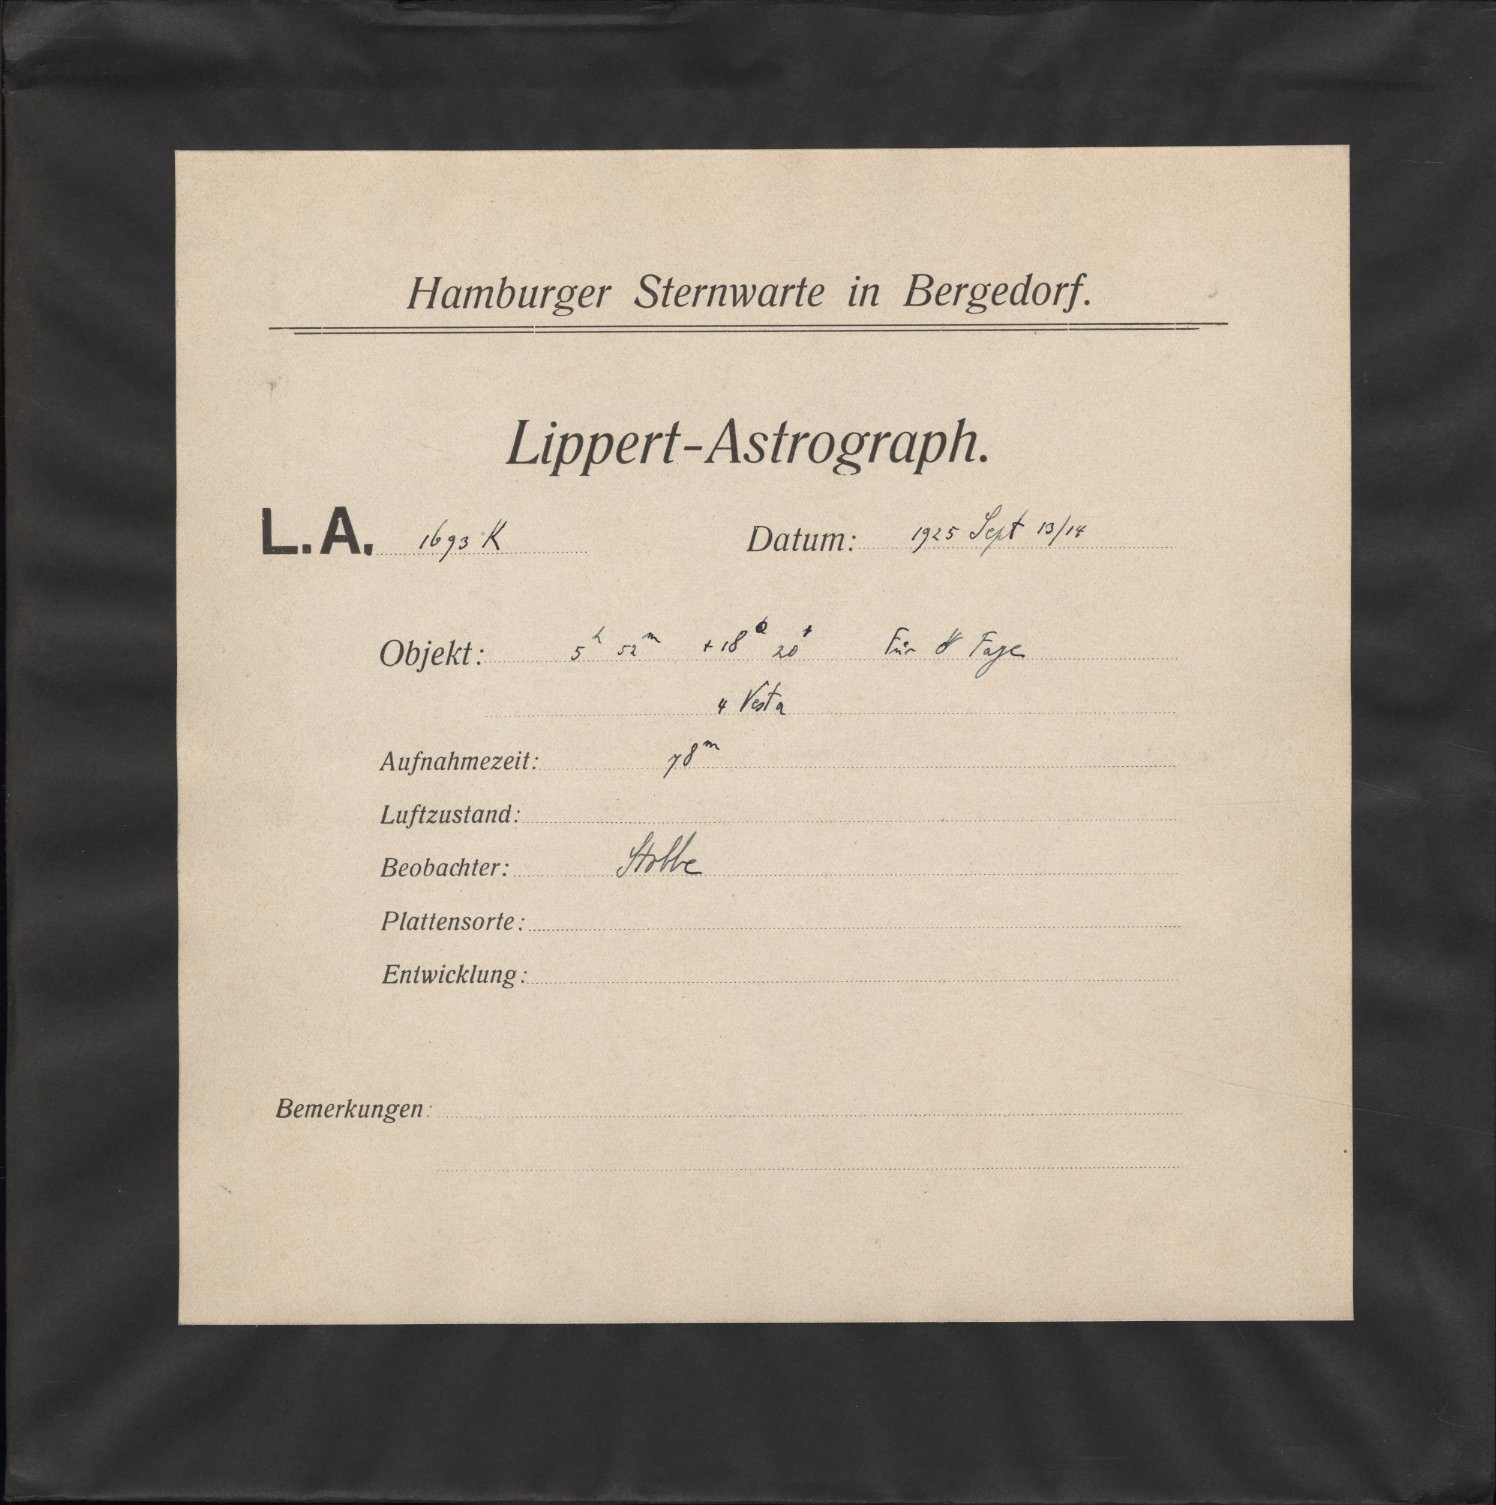 Hamburger Sternwarte in Bergedorf.
Lippert-Astrograph.
L.A. 1693 K Datum: 1925 Sept 13/14
Objekt: 5ʰ 52ᵐ +18° 20' Für Faye
4 Vesta
Aufnahmezeit: 78ᵐ
Luftzustand:
Beobachter: Stobbe
Plattensorte:
Entwicklung:
Bemerkungen: